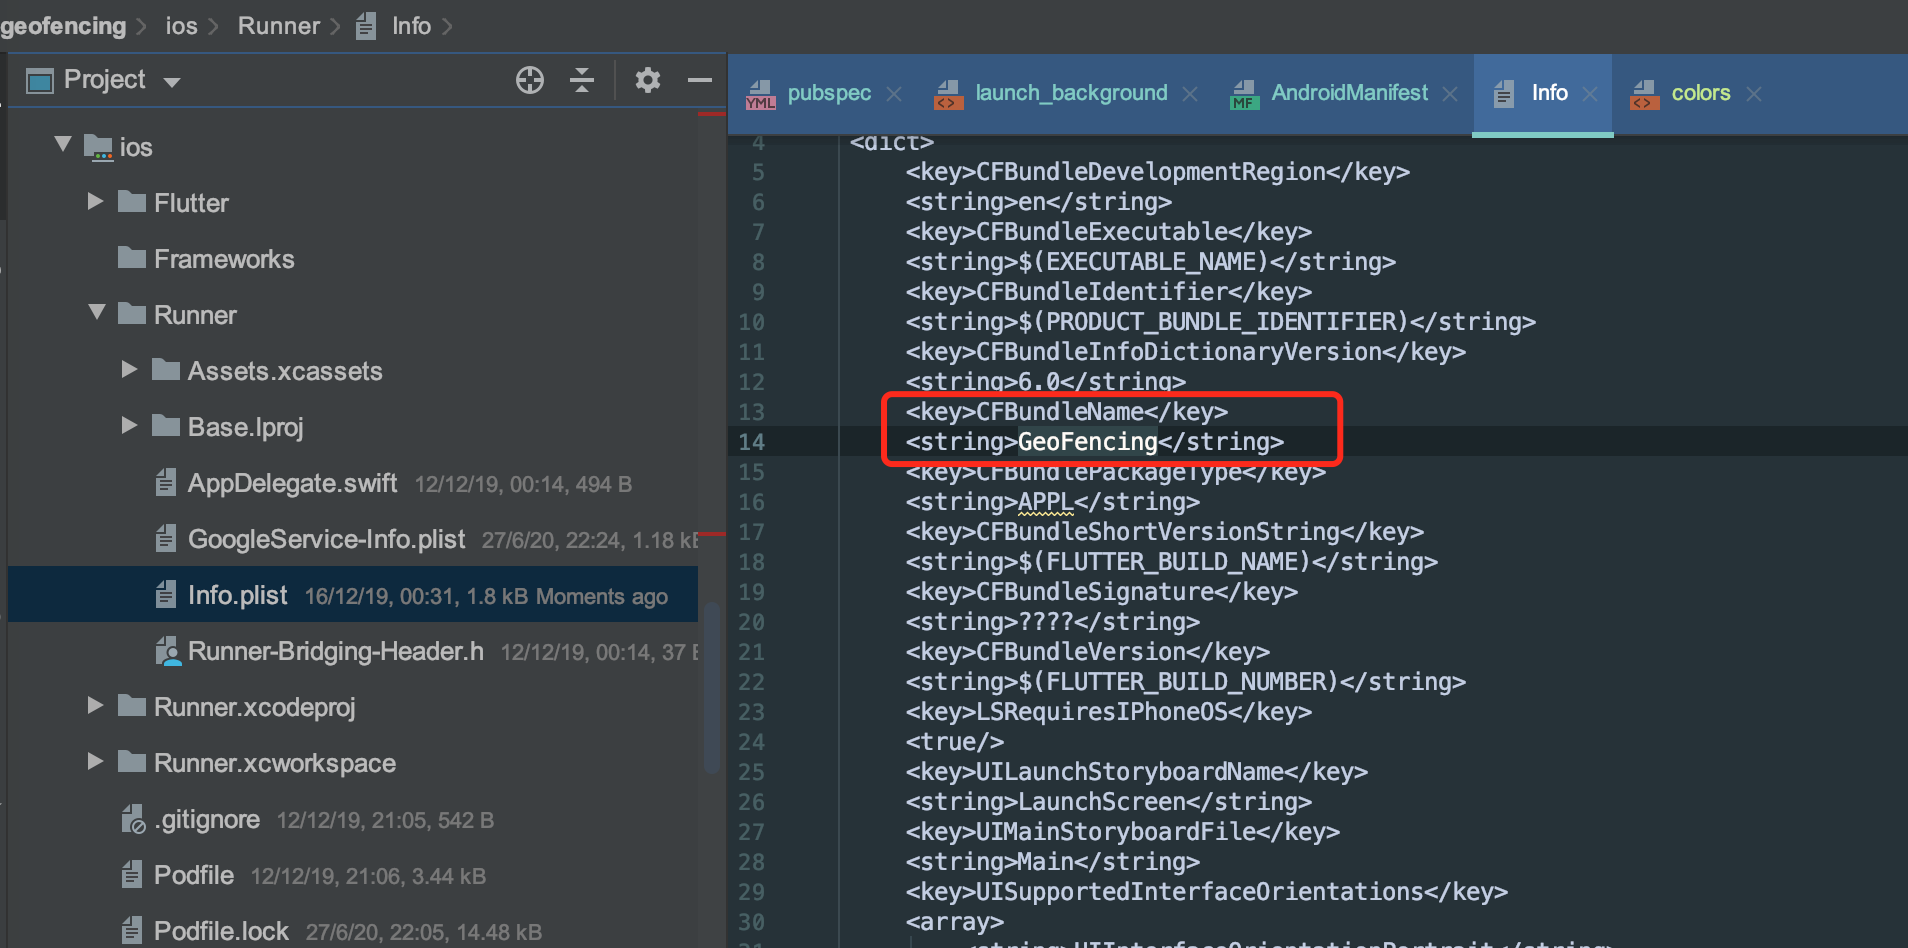 geofencing ios Runner Info
Project
ios
Flutter
Frameworks
Runner
Assets.xcassets
Base.lproj
AppDelegate.swift 12/12/19, 00:14, 494 B
GoogleService-Info.plist 27/6/20, 22:24, 1.18 kB
Info.plist 16/12/19, 00:31, 1.8 kB Moments ago
Runner-Bridging-Header.h 12/12/19, 00:14, 37 B
Runner.xcodeproj
Runner.xcworkspace
.gitignore 12/12/19, 21:05, 542 B
Podfile 12/12/19, 21:06, 3.44 kB
Podfile.lock 27/6/20, 22:05, 14.48 kB
YML pubspec <> launch_background MF AndroidManifest Info <> colors
4 <dict>
5 <key>CFBundleDevelopmentRegion</key>
6 <string>en</string>
7 <key>CFBundleExecutable</key>
8 <string>$(EXECUTABLE_NAME)</string>
9 <key>CFBundleIdentifier</key>
10 <string>$(PRODUCT_BUNDLE_IDENTIFIER)</string>
11 <key>CFBundleInfoDictionaryVersion</key>
12 <string>6.0</string>
13 <key>CFBundleName</key>
14 <string>GeoFencing</string>
15 <key>CFBundlePackageType</key>
16 <string>APPL</string>
17 <key>CFBundleShortVersionString</key>
18 <string>$(FLUTTER_BUILD_NAME)</string>
19 <key>CFBundleSignature</key>
20 <string>????</string>
21 <key>CFBundleVersion</key>
22 <string>$(FLUTTER_BUILD_NUMBER)</string>
23 <key>LSRequiresIPhoneOS</key>
24 <true/>
25 <key>UILaunchStoryboardName</key>
26 <string>LaunchScreen</string>
27 <key>UIMainStoryboardFile</key>
28 <string>Main</string>
29 <key>UISupportedInterfaceOrientations</key>
30 <array>
31 <string>UIInterfaceOrientationPortrait</string>